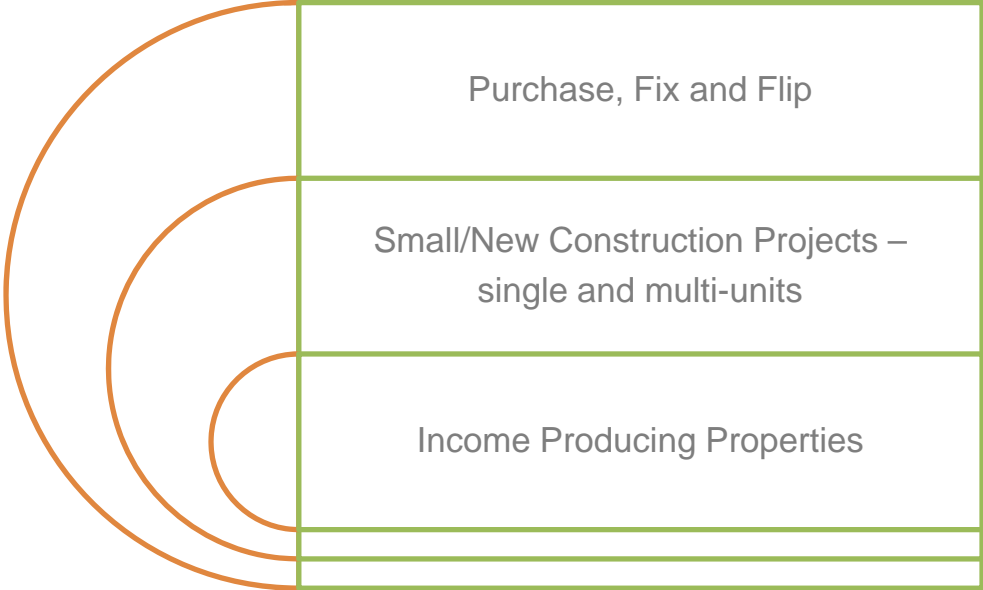 Purchase, Fix and Flip
Small/New Construction Projects –
single and multi-units
Income Producing Properties